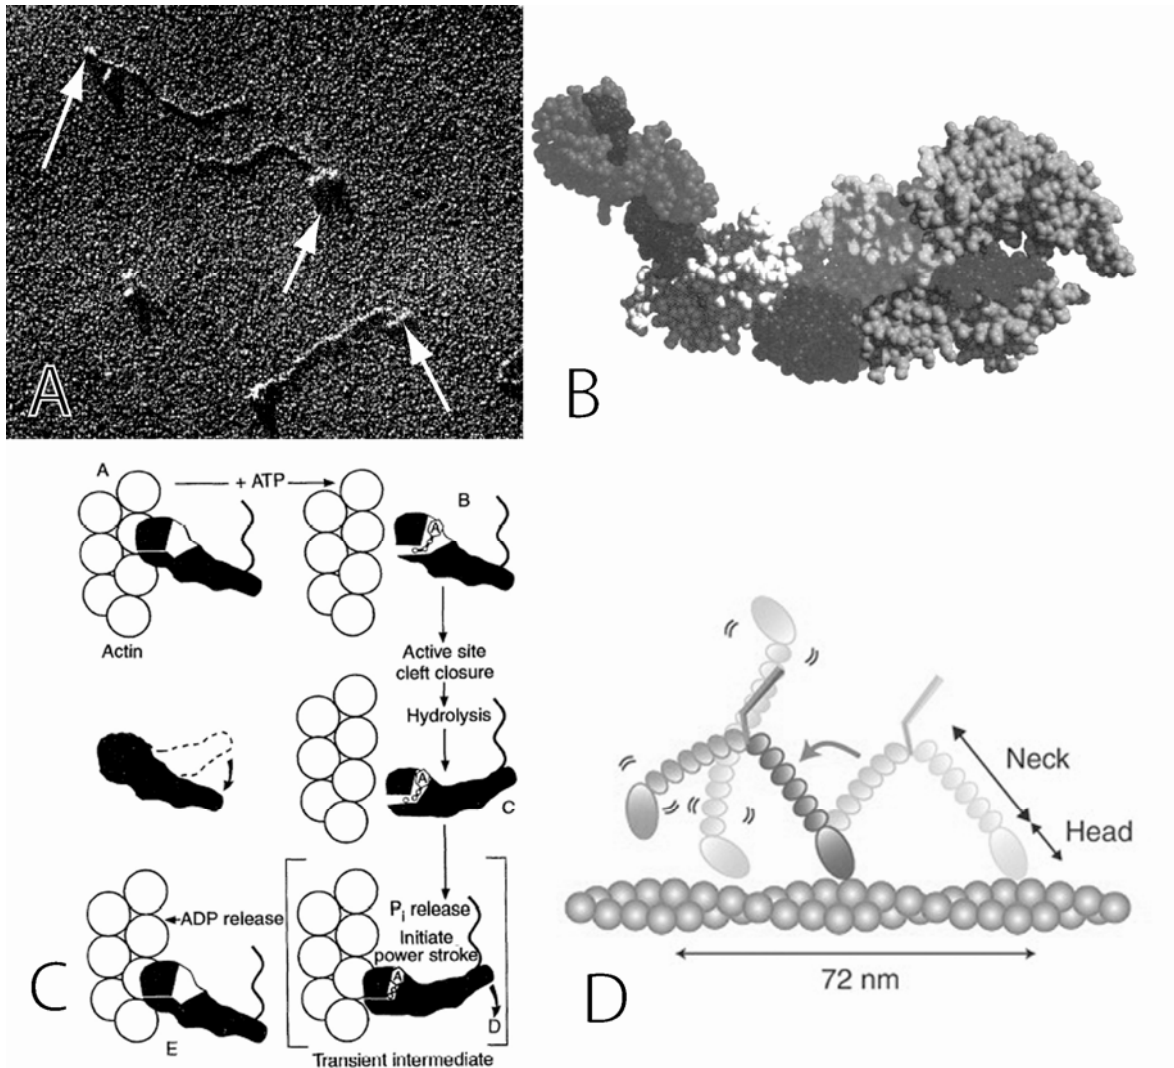 A
B
A
+ ATP
B
A
Actin
Active site
cleft closure
Hydrolysis
A
C
ADP release
Pi release
Initiate
power stroke
A
D
E
Transient intermediate
C
Neck
Head
72 nm
D